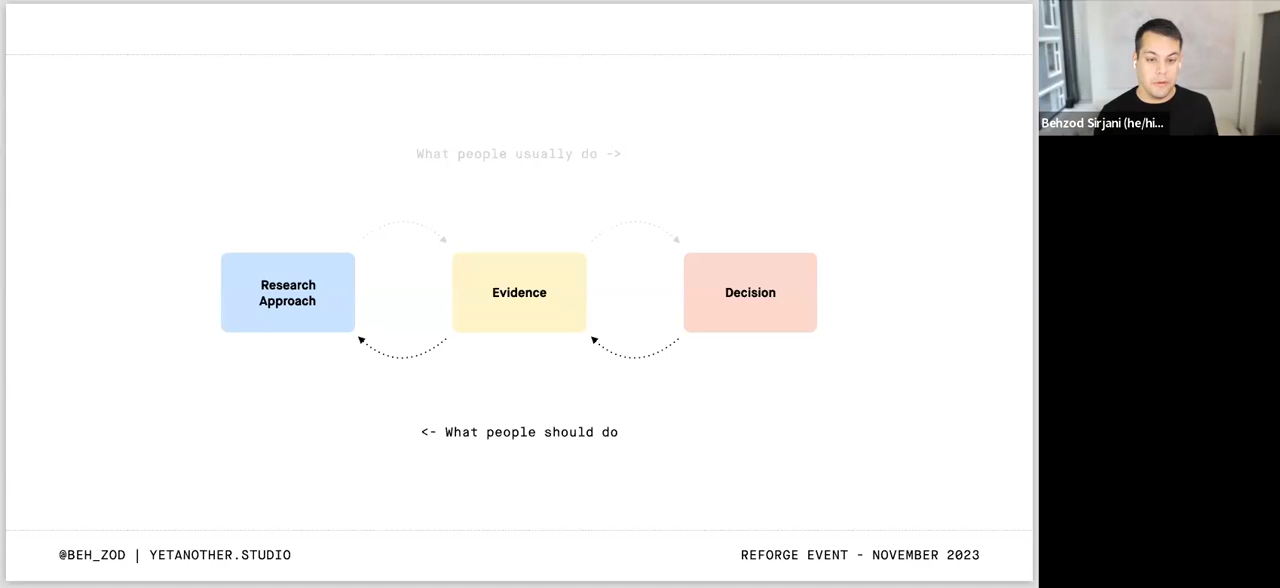 What people usually do ->
Research
Approach
Evidence
Decision
<- What people should do
@BEH_ZOD | YETANOTHER.STUDIO
REFORGE EVENT - NOVEMBER 2023
Behzod Sirjani (he/hi...